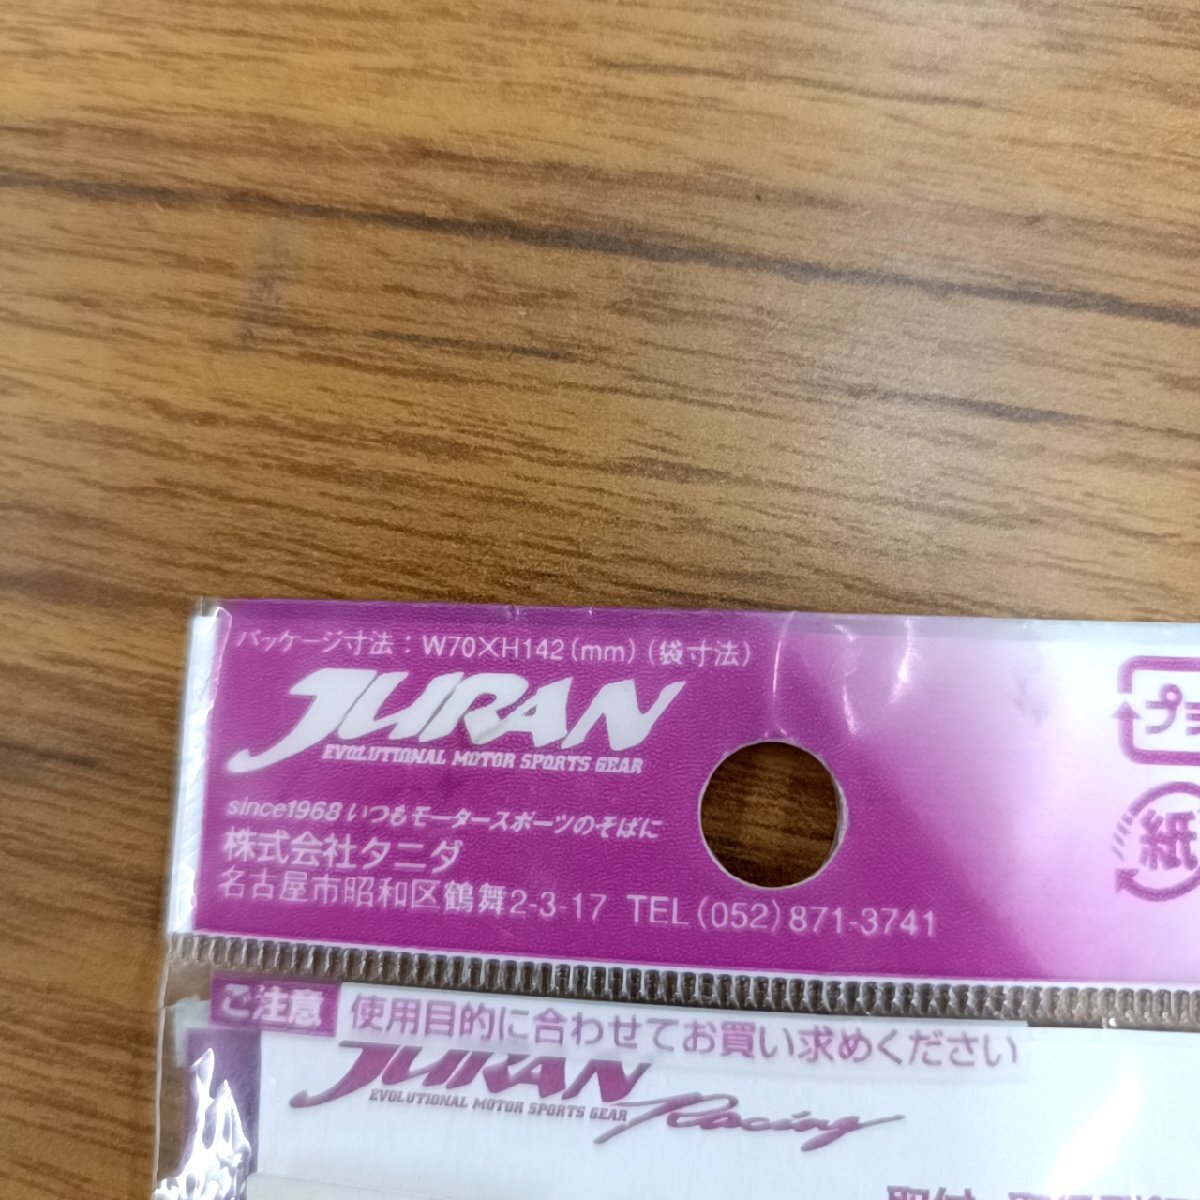 パッケージ寸法：W70×H142(mm)(袋寸法)
JURAN
EVOLUTIONAL MOTOR SPORTS GEAR
since1968 いつもモータースポーツのそばに
株式会社タニダ
名古屋市昭和区鶴舞2-3-17 TEL(052)871-3741
プ
紙
ご注意 使用目的に合わせてお買い求めください
JURAN
EVOLUTIONAL MOTOR SPORTS GEAR Racing